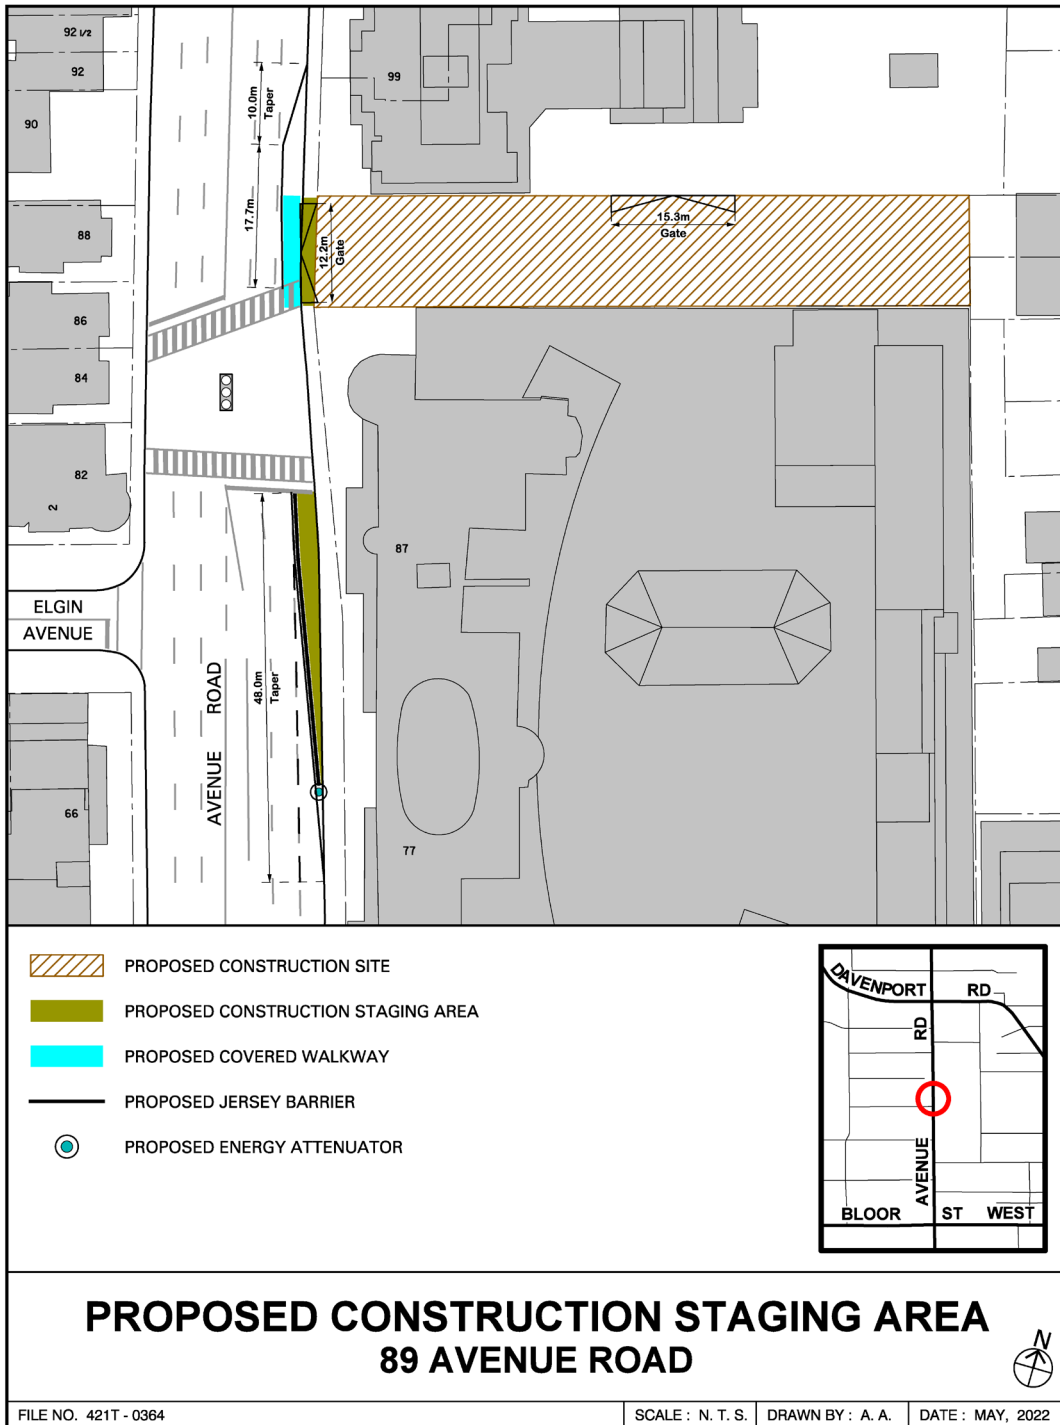 92 1/2
92
90
99
10.0m
Taper
17.7m
12.2m
Gate
15.3m
Gate
88
86
84
82
2
87
ELGIN
AVENUE
AVENUE ROAD
48.0m
Taper
66
77
PROPOSED CONSTRUCTION SITE
PROPOSED CONSTRUCTION STAGING AREA
PROPOSED COVERED WALKWAY
PROPOSED JERSEY BARRIER
PROPOSED ENERGY ATTENUATOR
DAVENPORT RD
AVENUE RD
BLOOR ST WEST
PROPOSED CONSTRUCTION STAGING AREA
89 AVENUE ROAD
N
FILE NO. 421T - 0364
SCALE : N. T. S.
DRAWN BY : A. A.
DATE : MAY, 2022